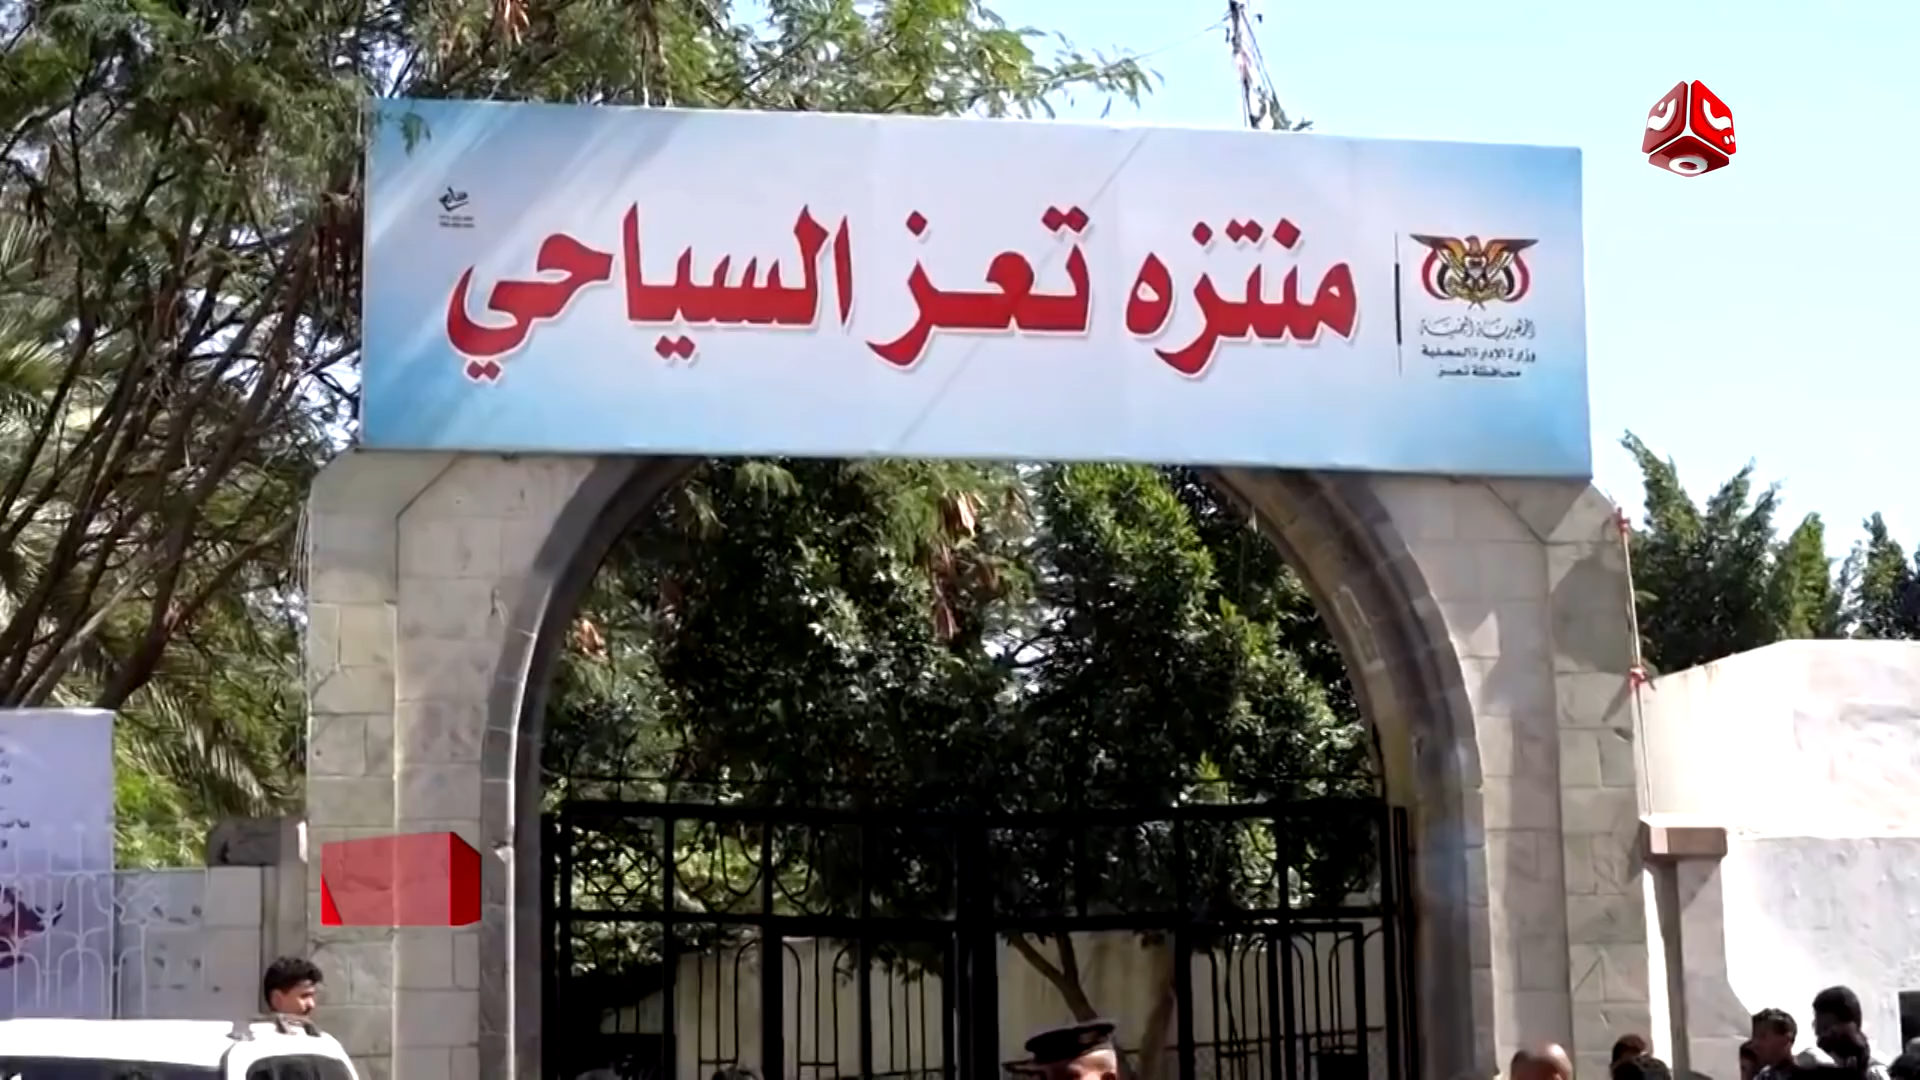 منتزه تعز السياحي
الجمهورية اليمنية
وزارة الإدارة المحلية
محافظة تعز